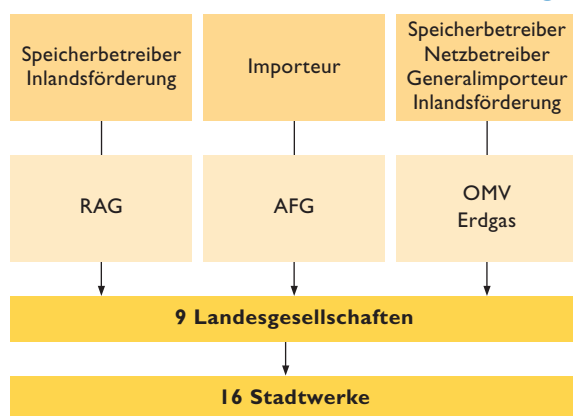 Speicherbetreiber
Inlandsförderung
Importeur
Speicherbetreiber
Netzbetreiber
Generalimporteur
Inlandsförderung
RAG
AFG
OMV
Erdgas
9 Landesgesellschaften
16 Stadtwerke